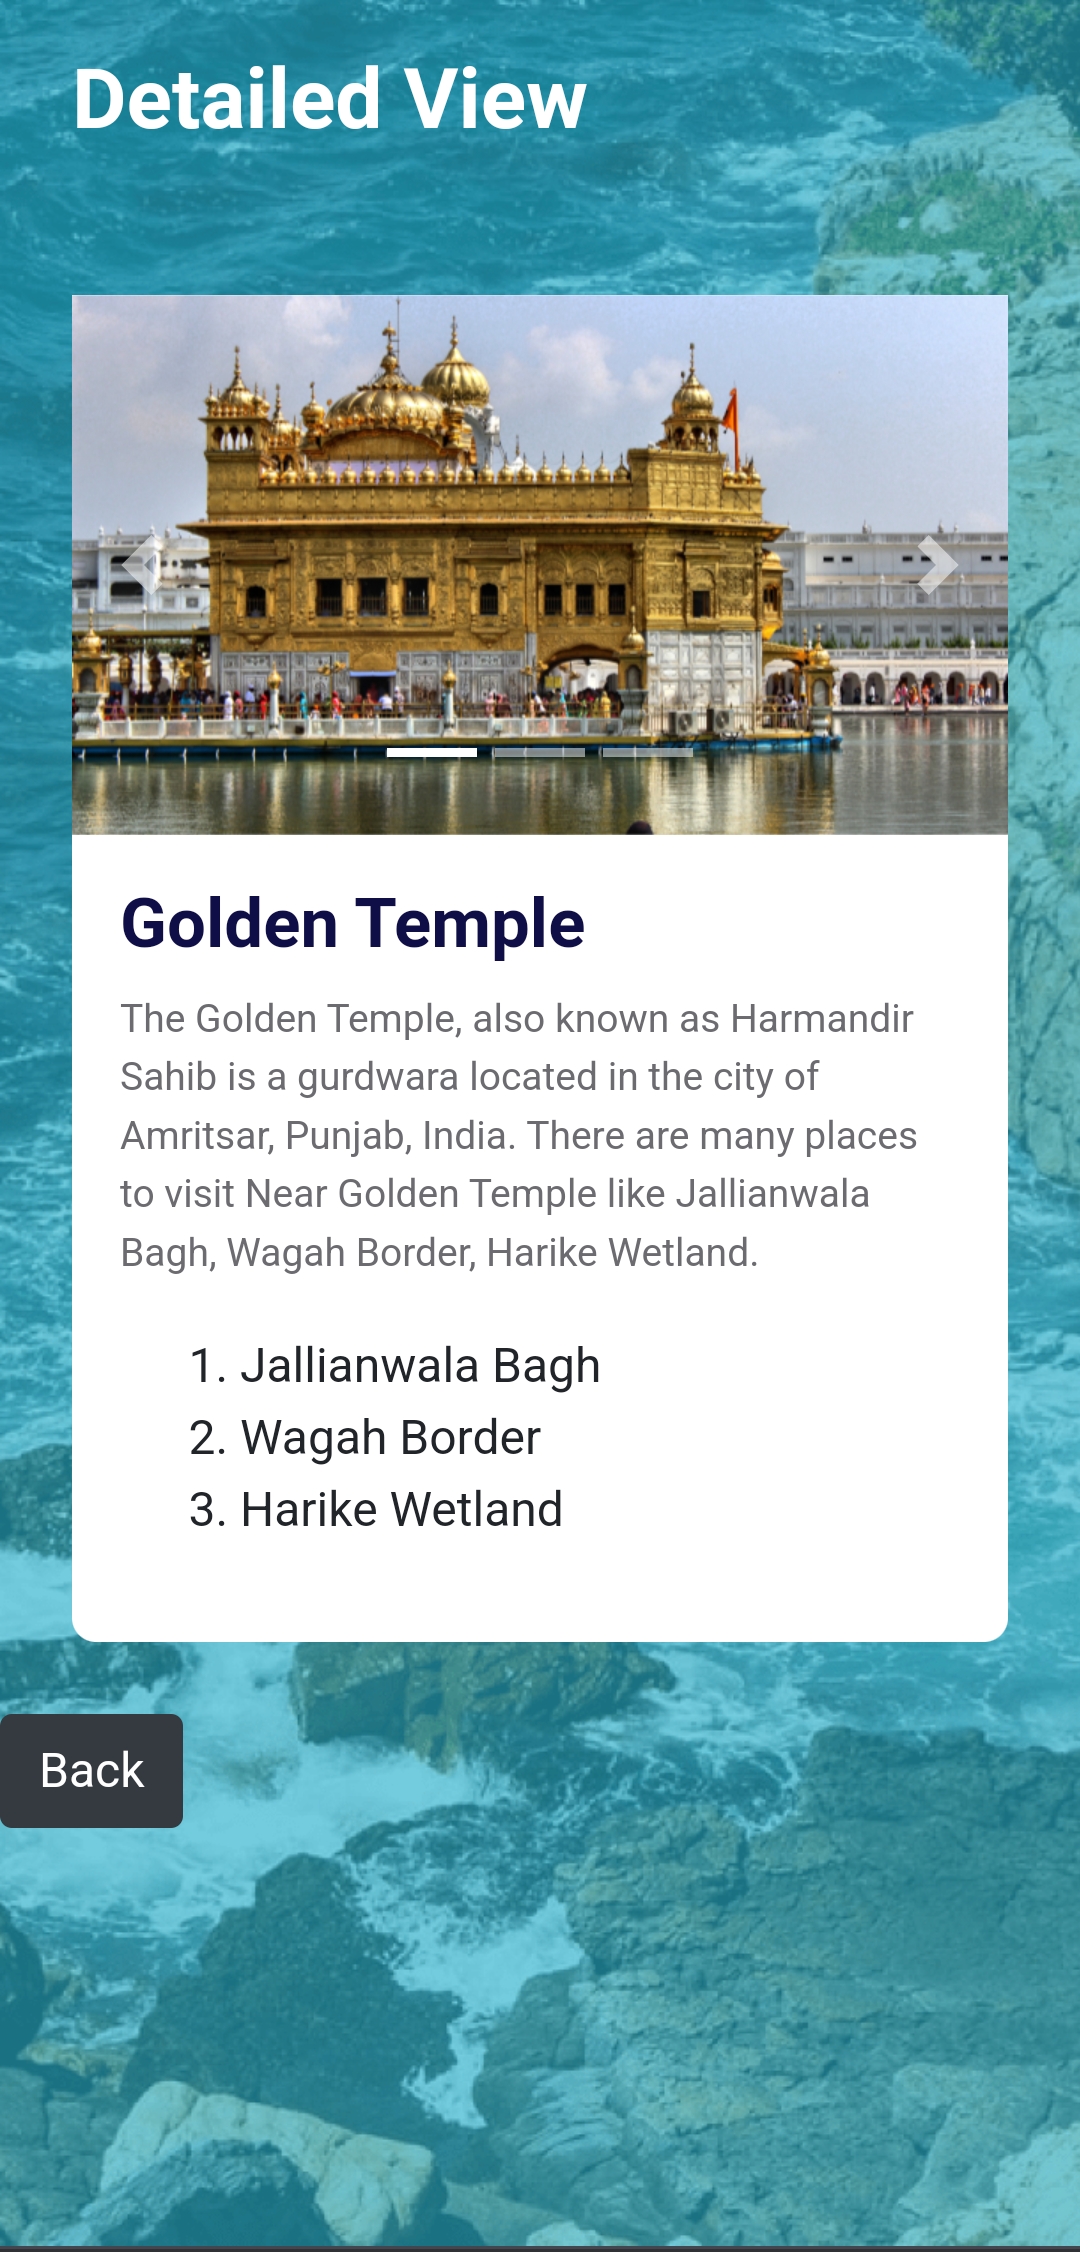 Detailed View
Golden Temple
The Golden Temple, also known as Harmandir
Sahib is a gurdwara located in the city of
Amritsar, Punjab, India. There are many places
to visit Near Golden Temple like Jallianwala
Bagh, Wagah Border, Harike Wetland.
1. Jallianwala Bagh
2. Wagah Border
3. Harike Wetland
Back